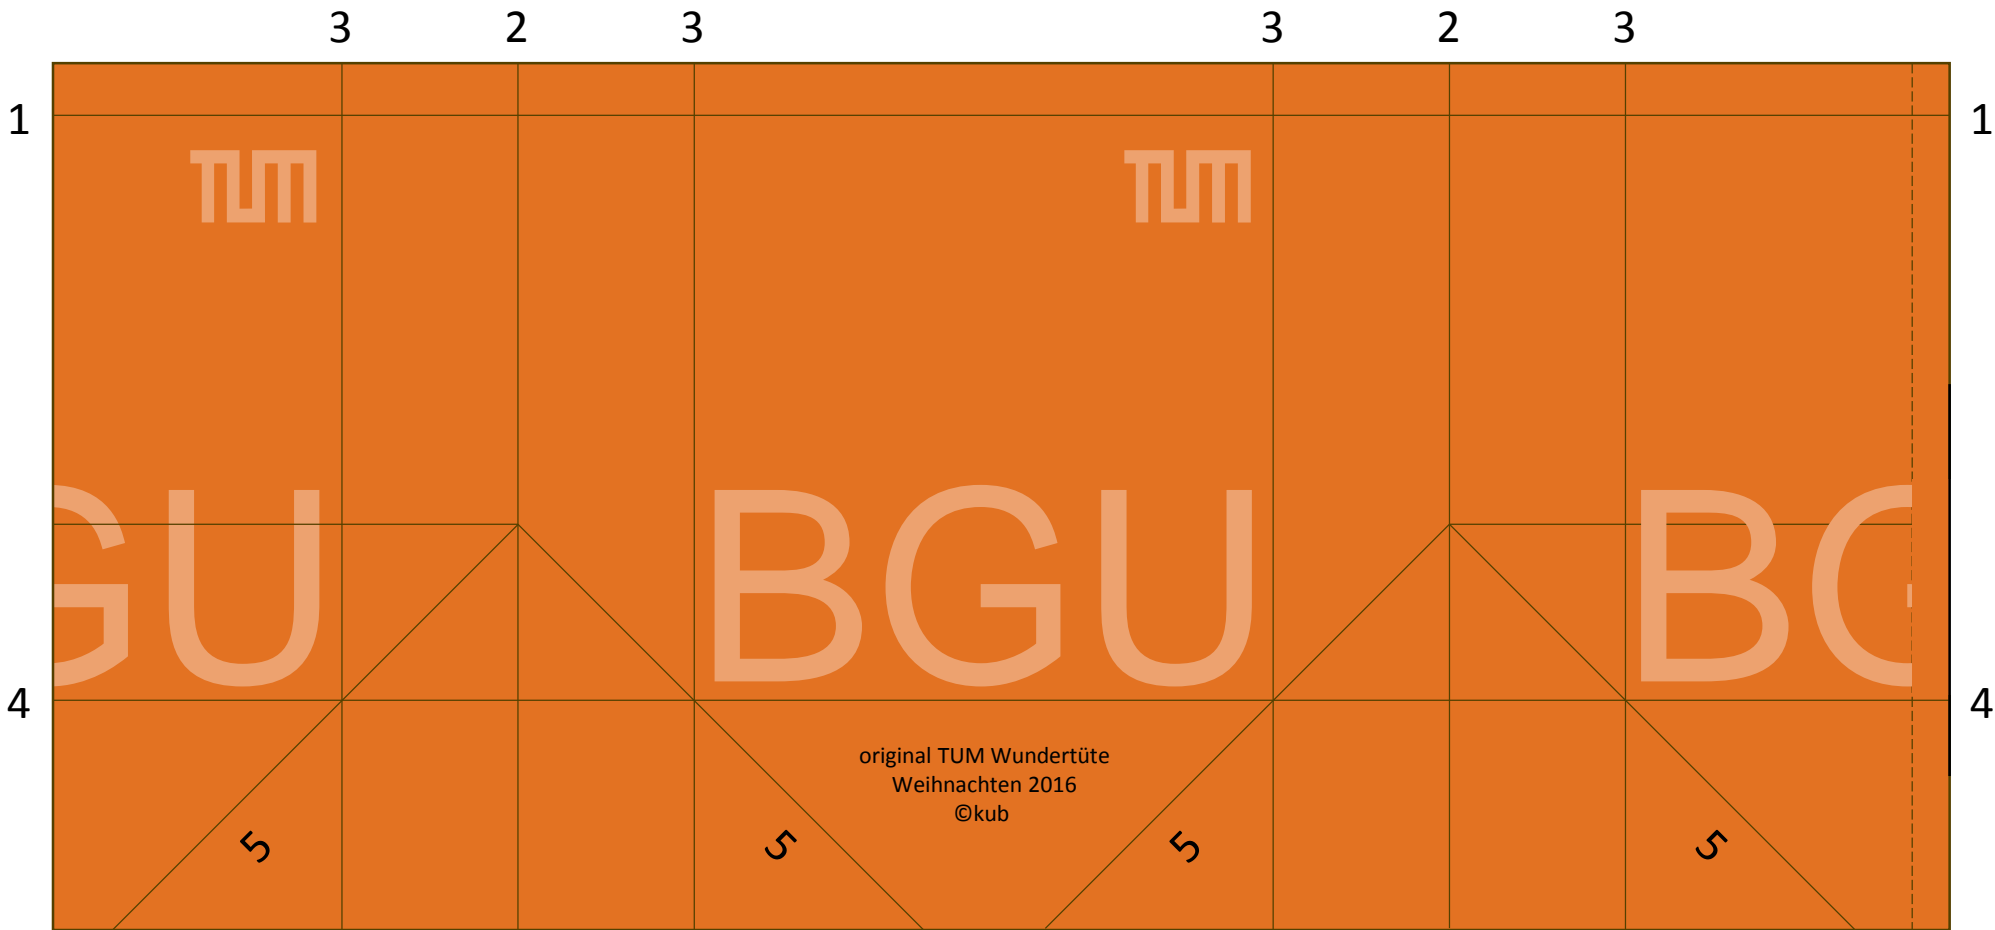 3 2 3 3 2 3
1 1
TUM TUM
GU BGU BG
4 4
original TUM Wundertüte
Weihnachten 2016
©kub
5 5 5 5